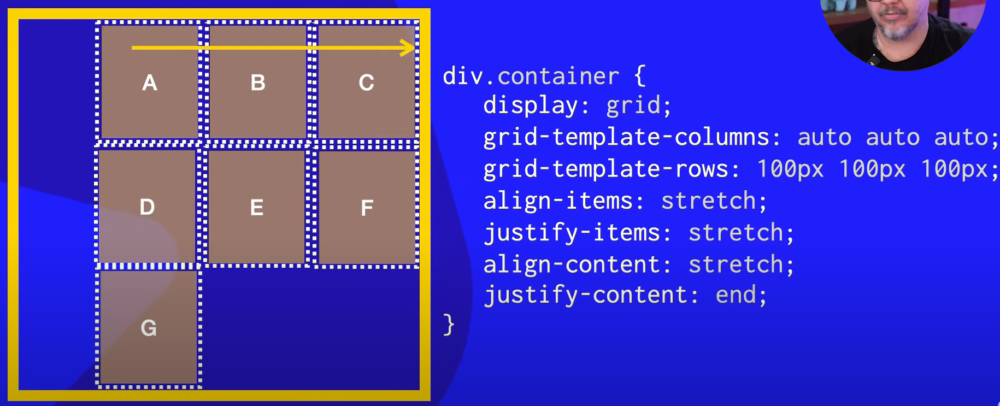 A B C
D E F
G
div.container {
display: grid;
grid-template-columns: auto auto auto;
grid-template-rows: 100px 100px 100px;
align-items: stretch;
justify-items: stretch;
align-content: stretch;
justify-content: end;
}